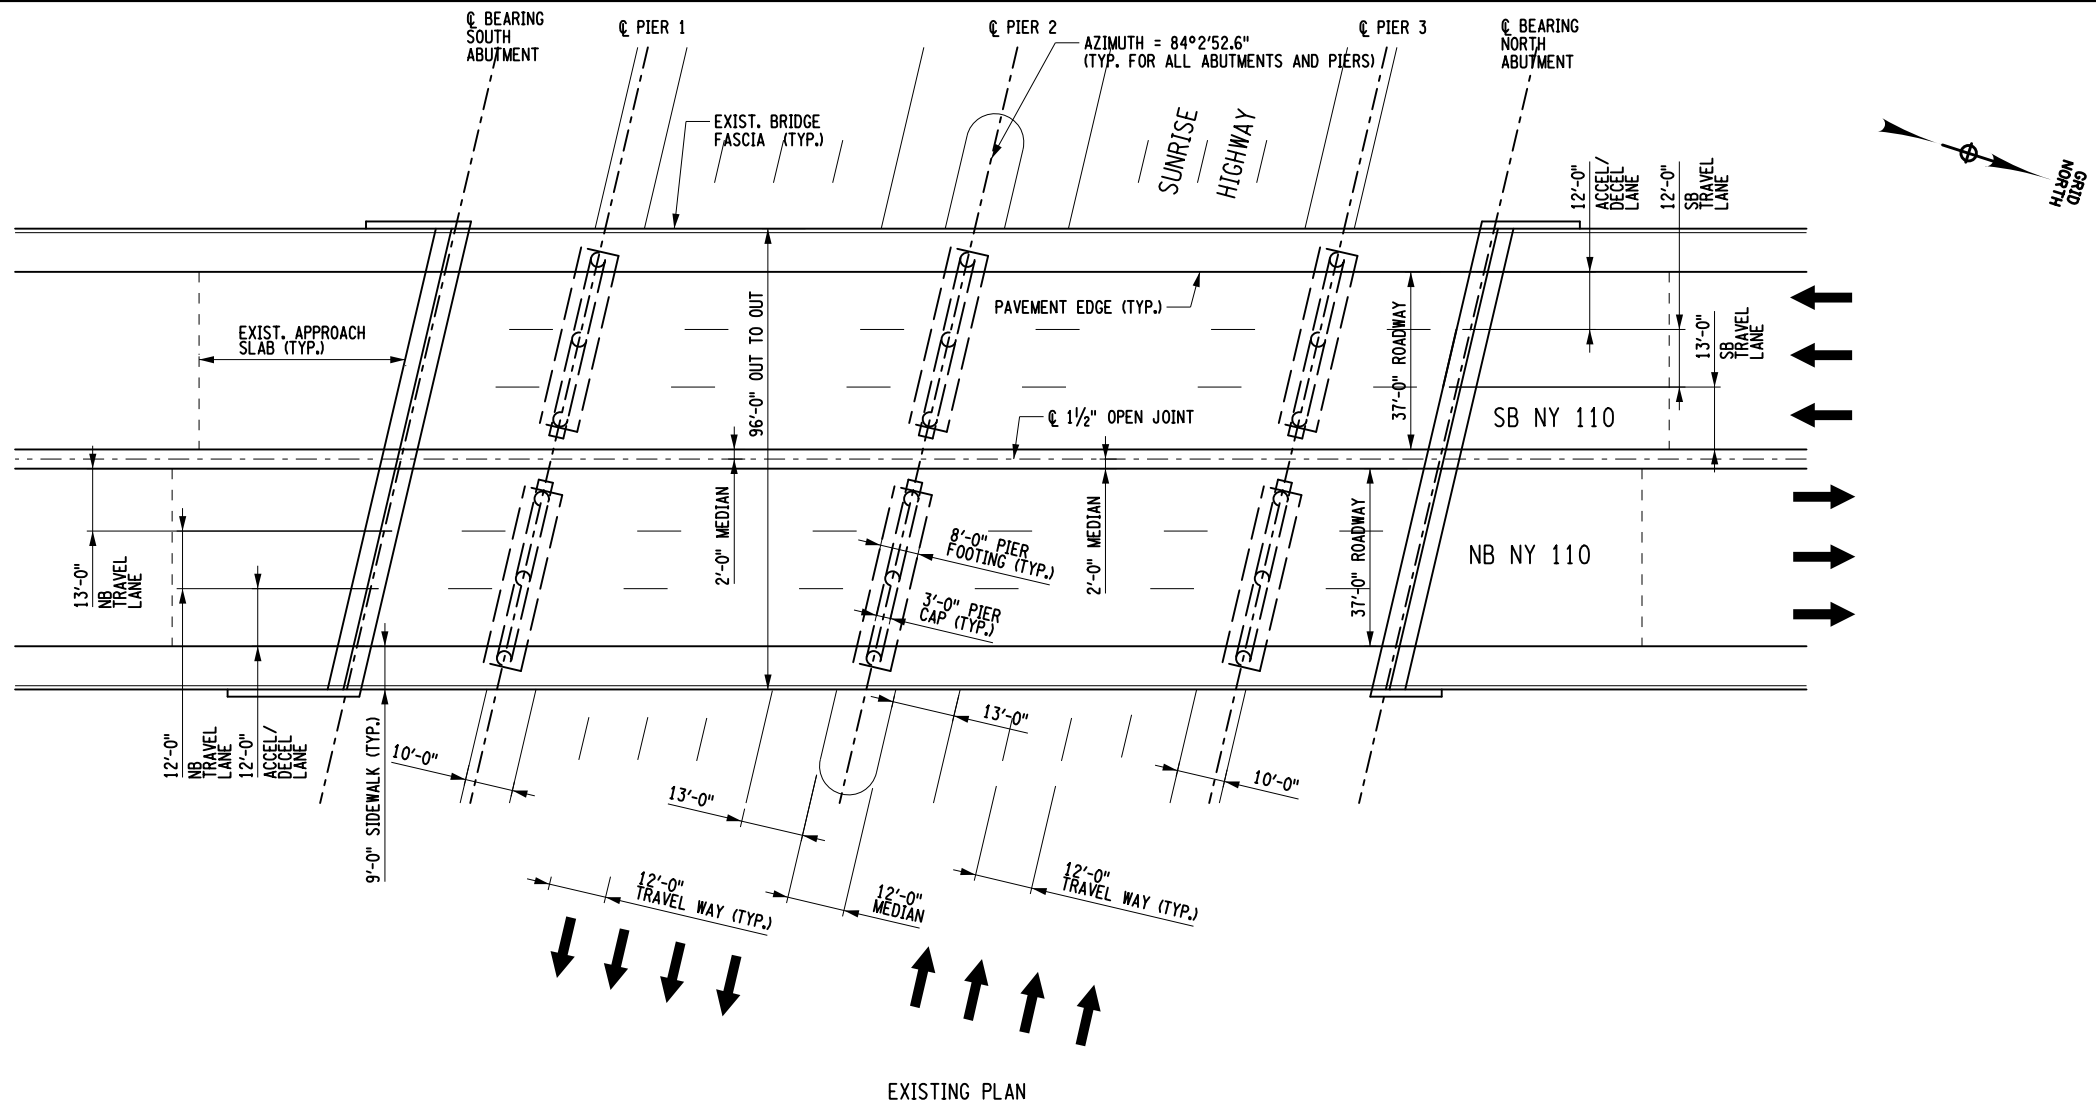 ℄ BEARING
SOUTH
ABUTMENT
℄ PIER 1
℄ PIER 2
AZIMUTH = 84°2'52.6"
(TYP. FOR ALL ABUTMENTS AND PIERS)
℄ PIER 3
℄ BEARING
NORTH
ABUTMENT
EXIST. BRIDGE
FASCIA (TYP.)
SUNRISE
HIGHWAY
12'-0"
ACCEL/
DECEL
LANE
12'-0"
SB
TRAVEL
LANE
GRID
NORTH
EXIST. APPROACH
SLAB (TYP.)
96'-0" OUT TO OUT
PAVEMENT EDGE (TYP.)
37'-0" ROADWAY
13'-0"
SB
TRAVEL
LANE
℄ 1½" OPEN JOINT
SB NY 110
2'-0" MEDIAN
2'-0" MEDIAN
8'-0" PIER
FOOTING (TYP.)
3'-0" PIER
CAP (TYP.)
37'-0" ROADWAY
NB NY 110
13'-0"
NB
TRAVEL
LANE
12'-0"
NB
TRAVEL
LANE
12'-0"
ACCEL/
DECEL
LANE
9'-0" SIDEWALK (TYP.)
10'-0"
13'-0"
13'-0"
10'-0"
12'-0"
TRAVEL WAY (TYP.)
12'-0"
MEDIAN
12'-0"
TRAVEL WAY (TYP.)
EXISTING PLAN